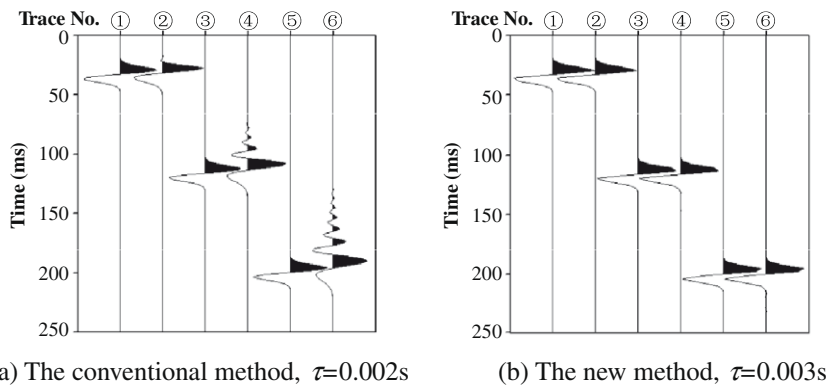 Trace No. ① ② ③ ④ ⑤ ⑥
0
50
100
150
200
250
Time (ms)
a) The conventional method, τ=0.002s
Trace No. ① ② ③ ④ ⑤ ⑥
0
50
100
150
200
250
Time (ms)
(b) The new method, τ=0.003s